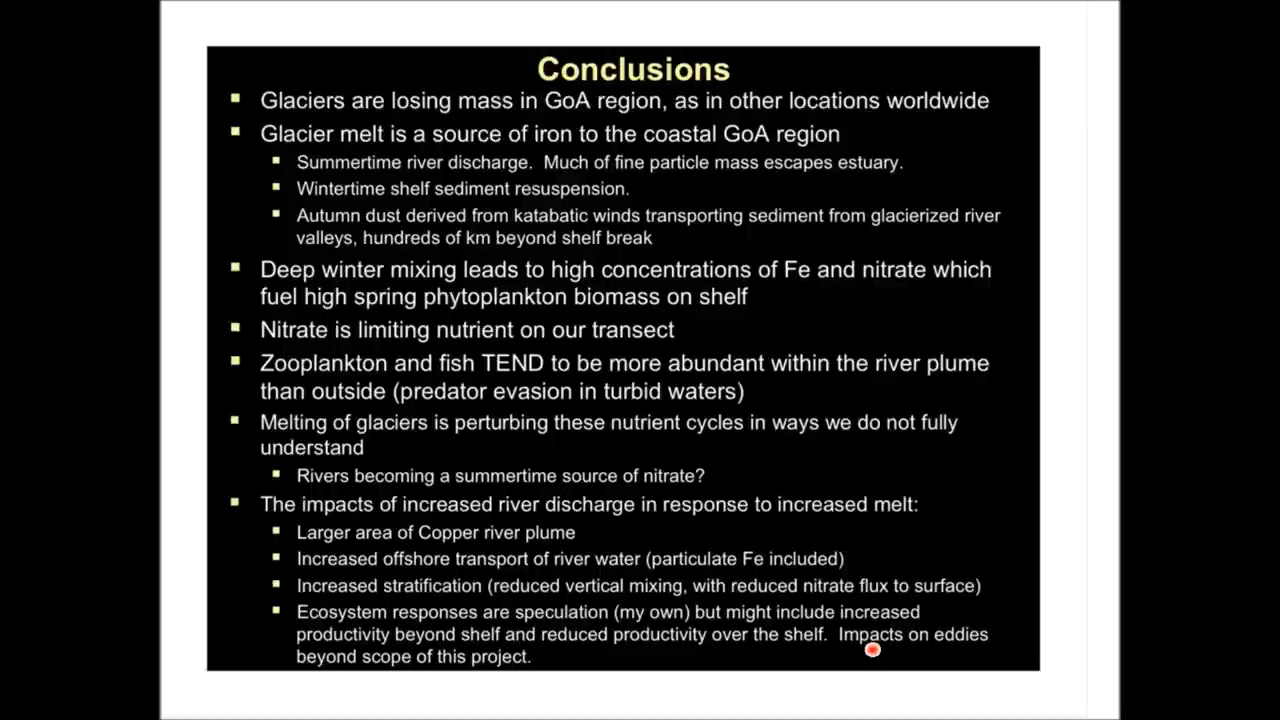 Conclusions
Glaciers are losing mass in GoA region, as in other locations worldwide
Glacier melt is a source of iron to the coastal GoA region
Summertime river discharge.  Much of fine particle mass escapes estuary.
Wintertime shelf sediment resuspension.
Autumn dust derived from katabatic winds transporting sediment from glacierized river
valleys, hundreds of km beyond shelf break
Deep winter mixing leads to high concentrations of Fe and nitrate which
fuel high spring phytoplankton biomass on shelf
Nitrate is limiting nutrient on our transect
Zooplankton and fish TEND to be more abundant within the river plume
than outside (predator evasion in turbid waters)
Melting of glaciers is perturbing these nutrient cycles in ways we do not fully
understand
Rivers becoming a summertime source of nitrate?
The impacts of increased river discharge in response to increased melt:
Larger area of Copper river plume
Increased offshore transport of river water (particulate Fe included)
Increased stratification (reduced vertical mixing, with reduced nitrate flux to surface)
Ecosystem responses are speculation (my own) but might include increased
productivity beyond shelf and reduced productivity over the shelf.  Impacts on eddies
beyond scope of this project.